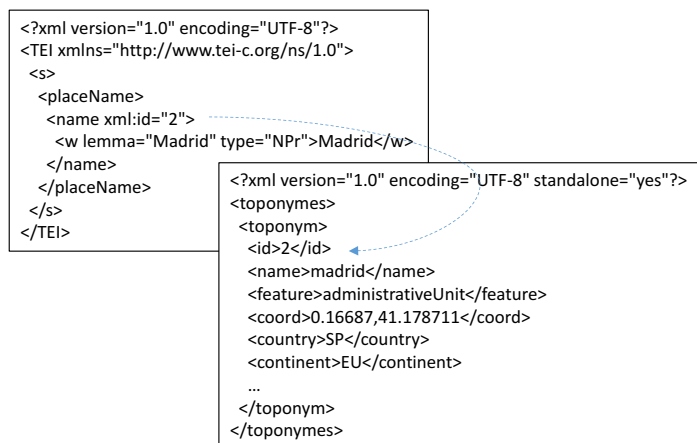 <?xml version="1.0" encoding="UTF-8"?>
<TEI xmlns="http://www.tei-c.org/ns/1.0">
<s>
<placeName>
<name xml:id="2">
<w lemma="Madrid" type="NPr">Madrid</w>
</name>
</placeName>
</s>
</TEI>
<?xml version="1.0" encoding="UTF-8" standalone="yes"?>
<toponymes>
<toponym>
<id>2</id>
<name>madrid</name>
<feature>administrativeUnit</feature>
<coord>0.16687,41.178711</coord>
<country>SP</country>
<continent>EU</continent>
...
</toponym>
</toponymes>